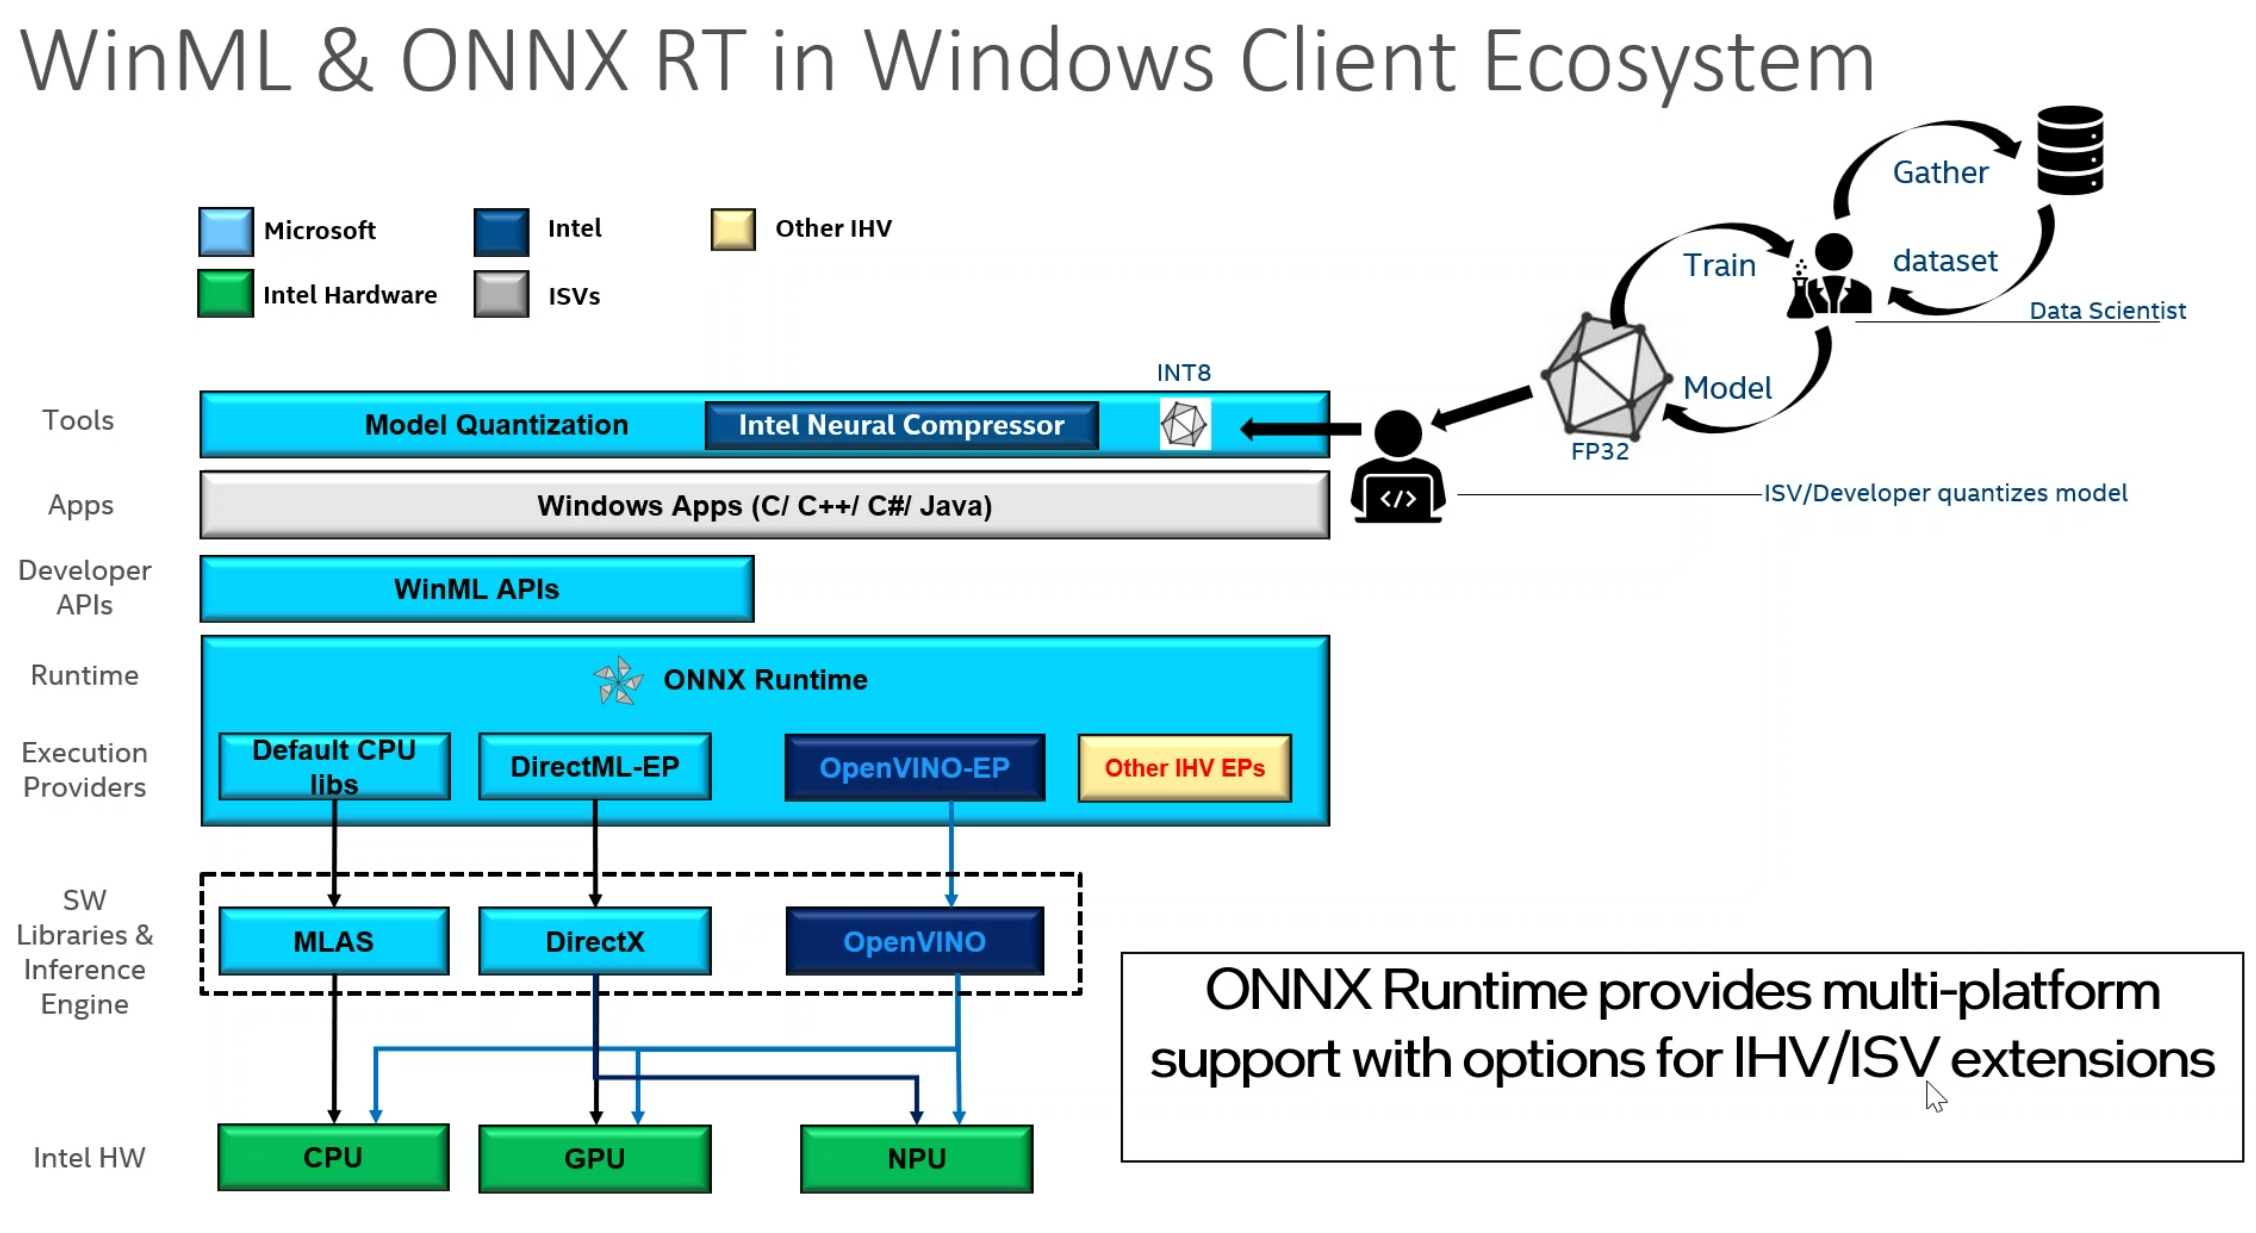 WinML & ONNX RT in Windows Client Ecosystem
Microsoft
Intel
Other IHV
Intel Hardware
ISVs
Gather
dataset
Train
Model
Data Scientist
FP32
INT8
Tools
Model Quantization
Intel Neural Compressor
Apps
Windows Apps (C/ C++/ C#/ Java)
</>
ISV/Developer quantizes model
Developer
APIs
WinML APIs
Runtime
ONNX Runtime
Execution
Providers
Default CPU
libs
DirectML-EP
OpenVINO-EP
Other IHV EPs
SW
Libraries &
Inference
Engine
MLAS
DirectX
OpenVINO
ONNX Runtime provides multi-platform
support with options for IHV/ISV extensions
Intel HW
CPU
GPU
NPU